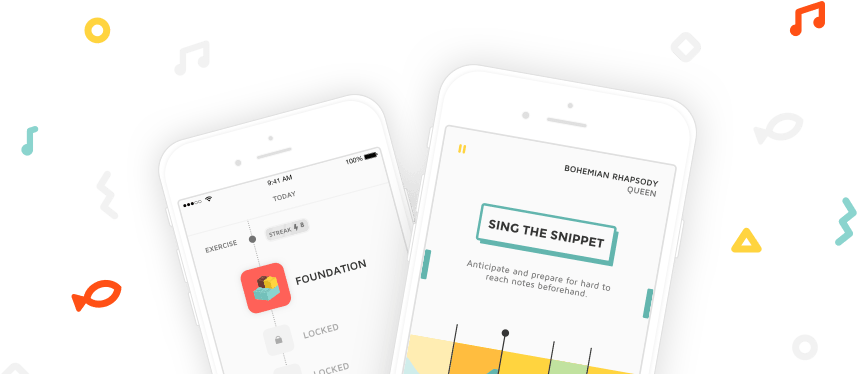 9:41 AM
100%
TODAY
EXERCISE
STREAK 8
FOUNDATION
LOCKED
LOCKED
BOHEMIAN RHAPSODY
QUEEN
SING THE SNIPPET
Anticipate and prepare for hard to
reach notes beforehand.